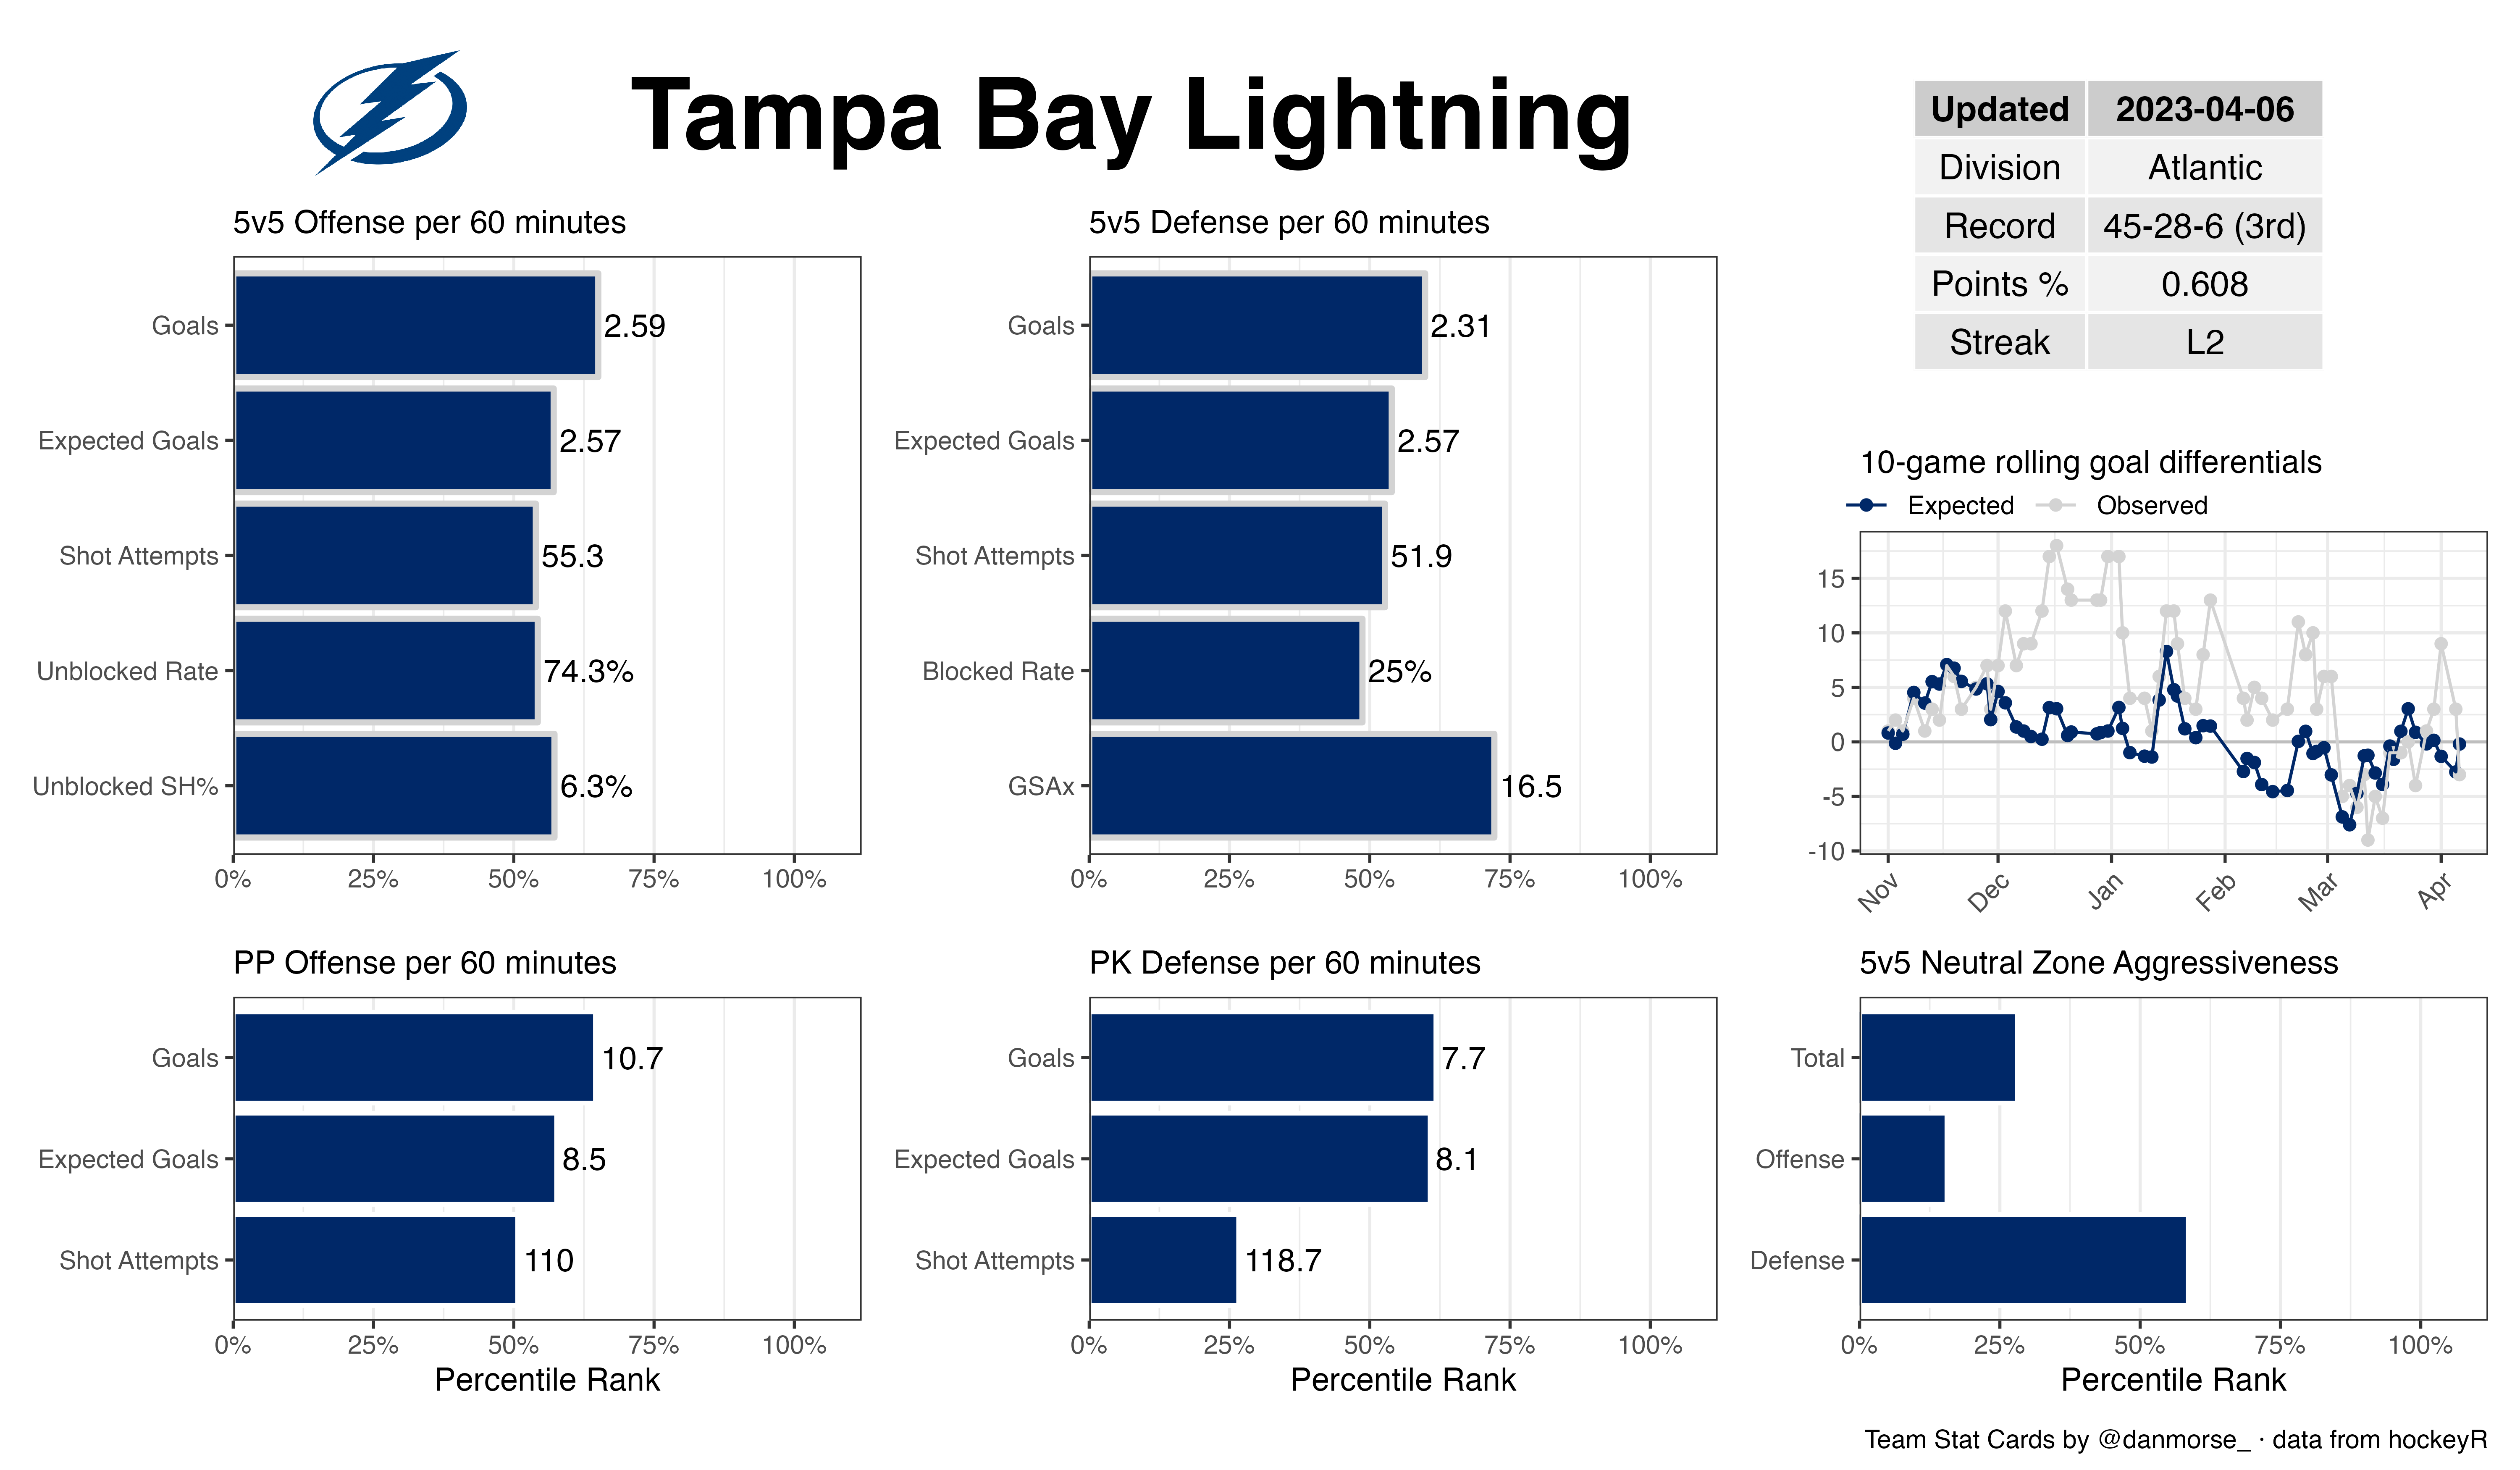 Tampa Bay Lightning
Updated 2023-04-06
Division Atlantic
Record 45-28-6 (3rd)
Points % 0.608
Streak L2
5v5 Offense per 60 minutes
Goals 2.59
Expected Goals 2.57
Shot Attempts 55.3
Unblocked Rate 74.3%
Unblocked SH% 6.3%
0% 25% 50% 75% 100%
5v5 Defense per 60 minutes
Goals 2.31
Expected Goals 2.57
Shot Attempts 51.9
Blocked Rate 25%
GSAx 16.5
0% 25% 50% 75% 100%
10-game rolling goal differentials
Expected Observed
15
10
5
0
-5
-10
Nov Dec Jan Feb Mar Apr
PP Offense per 60 minutes
Goals 10.7
Expected Goals 8.5
Shot Attempts 110
0% 25% 50% 75% 100%
Percentile Rank
PK Defense per 60 minutes
Goals 7.7
Expected Goals 8.1
Shot Attempts 118.7
0% 25% 50% 75% 100%
Percentile Rank
5v5 Neutral Zone Aggressiveness
Total
Offense
Defense
0% 25% 50% 75% 100%
Percentile Rank
Team Stat Cards by @danmorse_ · data from hockeyR